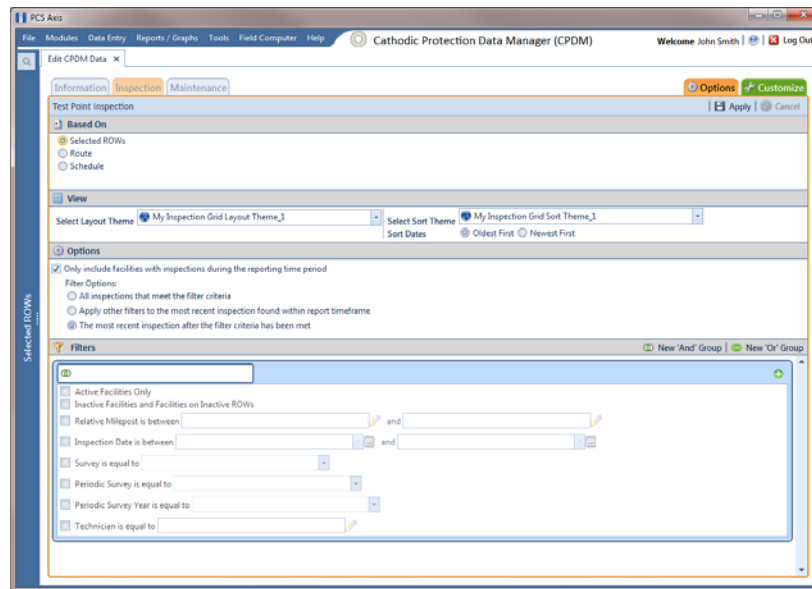 PCS Axis
File Modules Data Entry Reports / Graphs Tools Field Computer Help Cathodic Protection Data Manager (CPDM) Welcome John Smith | | Log Out
Edit CPDM Data
Information Inspection Maintenance Options Customize
Test Point Inspection | Apply | Cancel
Based On
Selected ROWs
Route
Schedule
View
Select Layout Theme My Inspection Grid Layout Theme_1 Select Sort Theme My Inspection Grid Sort Theme_1
Sort Dates Oldest First Newest First
Options
Only include facilities with inspections during the reporting time period
Filter Options:
All inspections that meet the filter criteria
Apply other filters to the most recent inspection found within report timeframe
The most recent inspection after the filter criteria has been met
Selected ROWs
Filters New 'And' Group | New 'Or' Group
Active Facilities Only
Inactive Facilities and Facilities on Inactive ROWs
Relative Milepost is between and
Inspection Date is between and
Survey is equal to
Periodic Survey is equal to
Periodic Survey Year is equal to
Technician is equal to